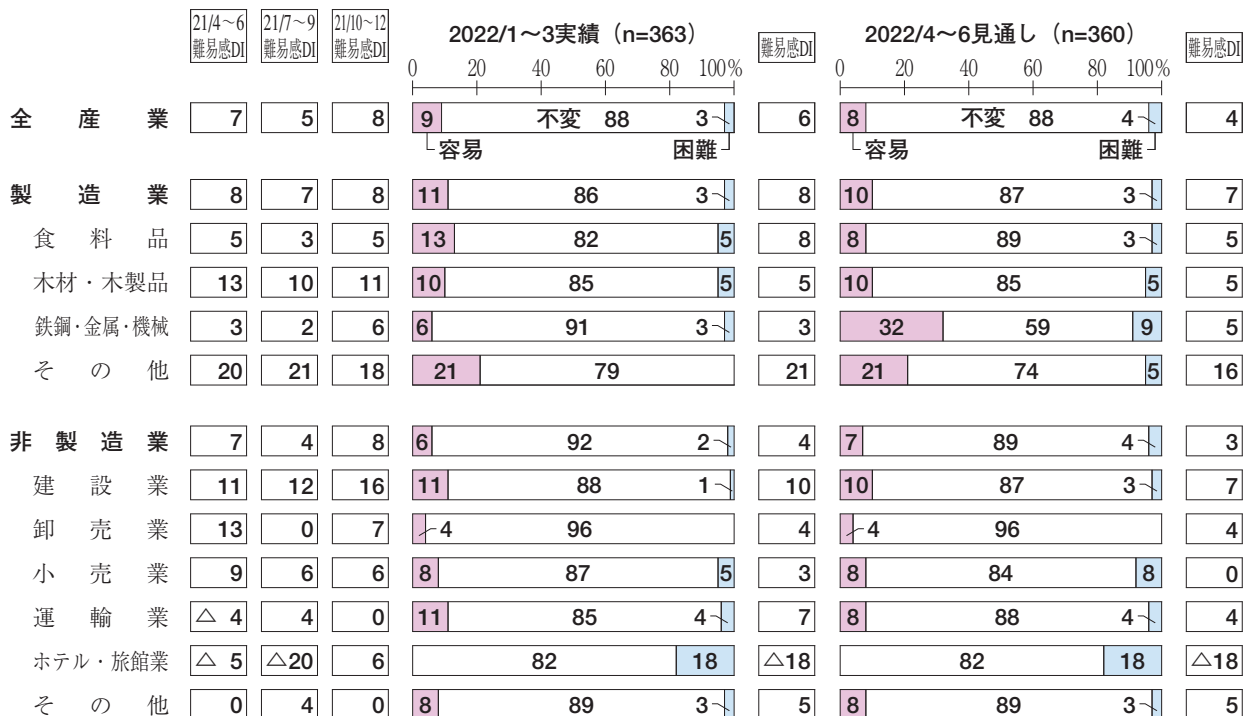 21/4～6 難易感DI 21/7～9 難易感DI 21/10～12 難易感DI 2022/1～3実績（n=363） 難易感DI 2022/4～6見通し（n=360） 難易感DI
0 20 40 60 80 100% 0 20 40 60 80 100%
全産業 7 5 8 9 不変 88 3 6 8 不変 88 4 4
容易 困難 容易 困難
製造業 8 7 8 11 86 3 8 10 87 3 7
食料品 5 3 5 13 82 5 8 8 89 3 5
木材・木製品 13 10 11 10 85 5 5 10 85 5 5
鉄鋼・金属・機械 3 2 6 6 91 3 3 32 59 9 5
その他 20 21 18 21 79 21 21 74 5 16
非製造業 7 4 8 6 92 2 4 7 89 4 3
建設業 11 12 16 11 88 1 10 10 87 3 7
卸売業 13 0 7 4 96 4 4 96 4
小売業 9 6 6 8 87 5 3 8 84 8 0
運輸業 △4 4 0 11 85 4 7 8 88 4 4
ホテル・旅館業 △5 △20 6 82 18 △18 82 18 △18
その他 0 4 0 8 89 3 5 8 89 3 5